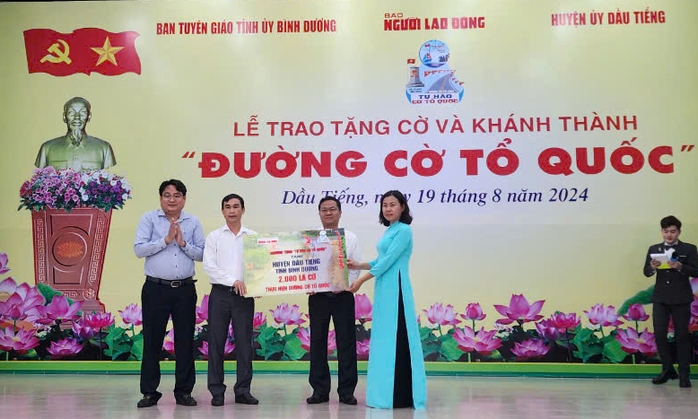 BAN TUYÊN GIÁO TỈNH ỦY BÌNH DƯƠNG
BÁO
NGƯỜI LAO ĐỘNG
HUYỆN ỦY DẦU TIẾNG
TỰ HÀO
CỜ TỔ QUỐC
LỄ TRAO TẶNG CỜ VÀ KHÁNH THÀNH
"ĐƯỜNG CỜ TỔ QUỐC"
Dầu Tiếng, ngày 19 tháng 8 năm 2024
TẶNG
HUYỆN DẦU TIẾNG
TỈNH BÌNH DƯƠNG
2.000 LÁ CỜ
THỰC HIỆN ĐƯỜNG CỜ TỔ QUỐC